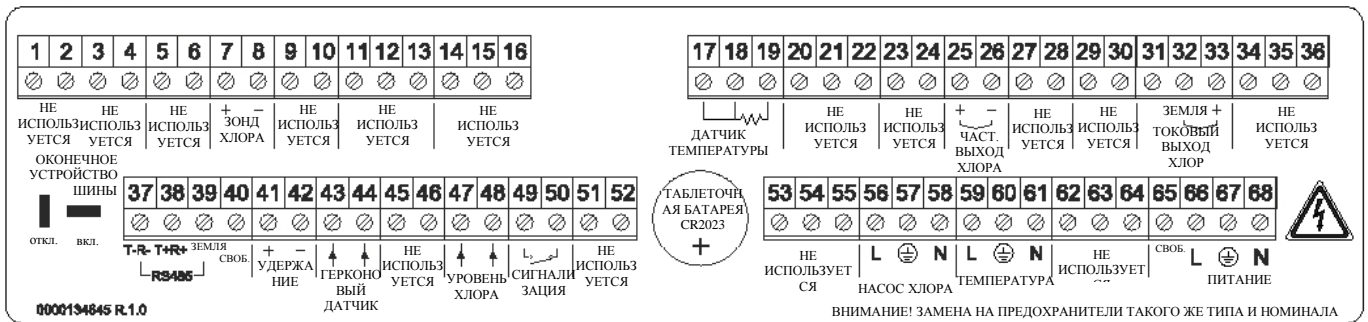 1 2 3 4 5 6 7 8 9 10 11 12 13 14 15 16
17 18 19 20 21 22 23 24 25 26 27 28 29 30 31 32 33 34 35 36
НЕ
ИСПОЛЬЗ
УЕТСЯ
НЕ
ИСПОЛЬЗ
УЕТСЯ
НЕ
ИСПОЛЬЗ
УЕТСЯ
+ −
ЗОНД
ХЛОРА
НЕ
ИСПОЛЬЗ
УЕТСЯ
НЕ
ИСПОЛЬЗ
УЕТСЯ
НЕ
ИСПОЛЬЗ
УЕТСЯ
ДАТЧИК
ТЕМПЕРАТУРЫ
НЕ
ИСПОЛЬЗ
УЕТСЯ
НЕ
ИСПОЛЬЗ
УЕТСЯ
+ −
ЧАСТ.
ВЫХОД
ХЛОРА
НЕ
ИСПОЛЬЗ
УЕТСЯ
НЕ
ИСПОЛЬЗ
УЕТСЯ
ЗЕМЛЯ +
ТОКОВЫЙ
ВЫХОД
ХЛОР
НЕ
ИСПОЛЬЗ
УЕТСЯ
ОКОНЕЧНОЕ
УСТРОЙСТВО
ШИНЫ
откл. вкл.
37 38 39 40 41 42 43 44 45 46 47 48 49 50 51 52
T-R- T+R+ ЗЕМЛЯ
СВОБ.
RS485
+ −
УДЕРЖА
НИЕ
ГЕРКОНО
ВЫЙ
ДАТЧИК
НЕ
ИСПОЛЬЗ
УЕТСЯ
УРОВЕНЬ
ХЛОРА
СИГНАЛИ
ЗАЦИЯ
НЕ
ИСПОЛЬЗ
УЕТСЯ
ТАБЛЕТОЧН
АЯ БАТАРЕЯ
CR2023
+
53 54 55 56 57 58 59 60 61 62 63 64 65 66 67 68
НЕ
ИСПОЛЬЗУЕТ
СЯ
L N
НАСОС ХЛОРА
L N
ТЕМПЕРАТУРА
НЕ
ИСПОЛЬЗУЕТ
СВОБ.
L N
ПИТАНИЕ
0000134645 R.1.0
ВНИМАНИЕ! ЗАМЕНА НА ПРЕДОХРАНИТЕЛИ ТАКОГО ЖЕ ТИПА И НОМИНАЛА